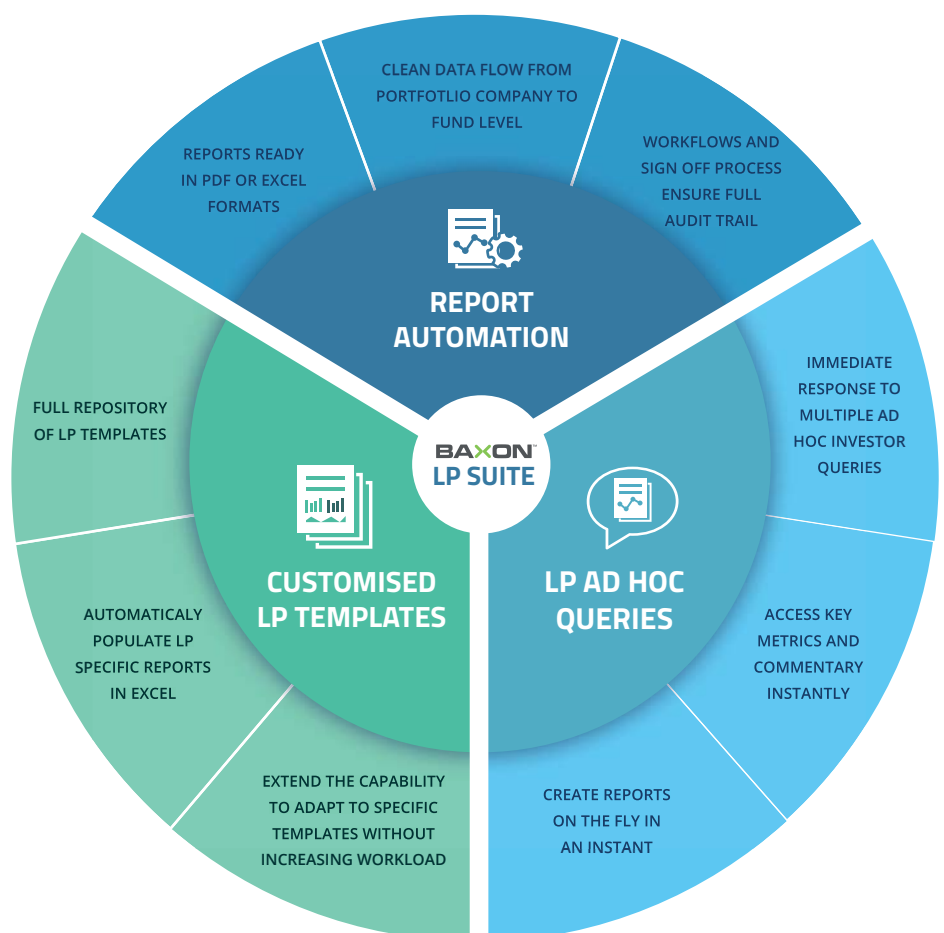 CLEAN DATA FLOW FROM
PORTFOTLIO COMPANY TO
FUND LEVEL
REPORTS READY
IN PDF OR EXCEL
FORMATS
WORKFLOWS AND
SIGN OFF PROCESS
ENSURE FULL
AUDIT TRAIL
REPORT
AUTOMATION
BAXON™
LP SUITE
FULL REPOSITORY
OF LP TEMPLATES
AUTOMATICALY
POPULATE LP
SPECIFIC REPORTS
IN EXCEL
EXTEND THE CAPABILITY
TO ADAPT TO SPECIFIC
TEMPLATES WITHOUT
INCREASING WORKLOAD
CUSTOMISED
LP TEMPLATES
LP AD HOC
QUERIES
IMMEDIATE
RESPONSE TO
MULTIPLE AD
HOC INVESTOR
QUERIES
ACCESS KEY
METRICS AND
COMMENTARY
INSTANTLY
CREATE REPORTS
ON THE FLY IN
AN INSTANT